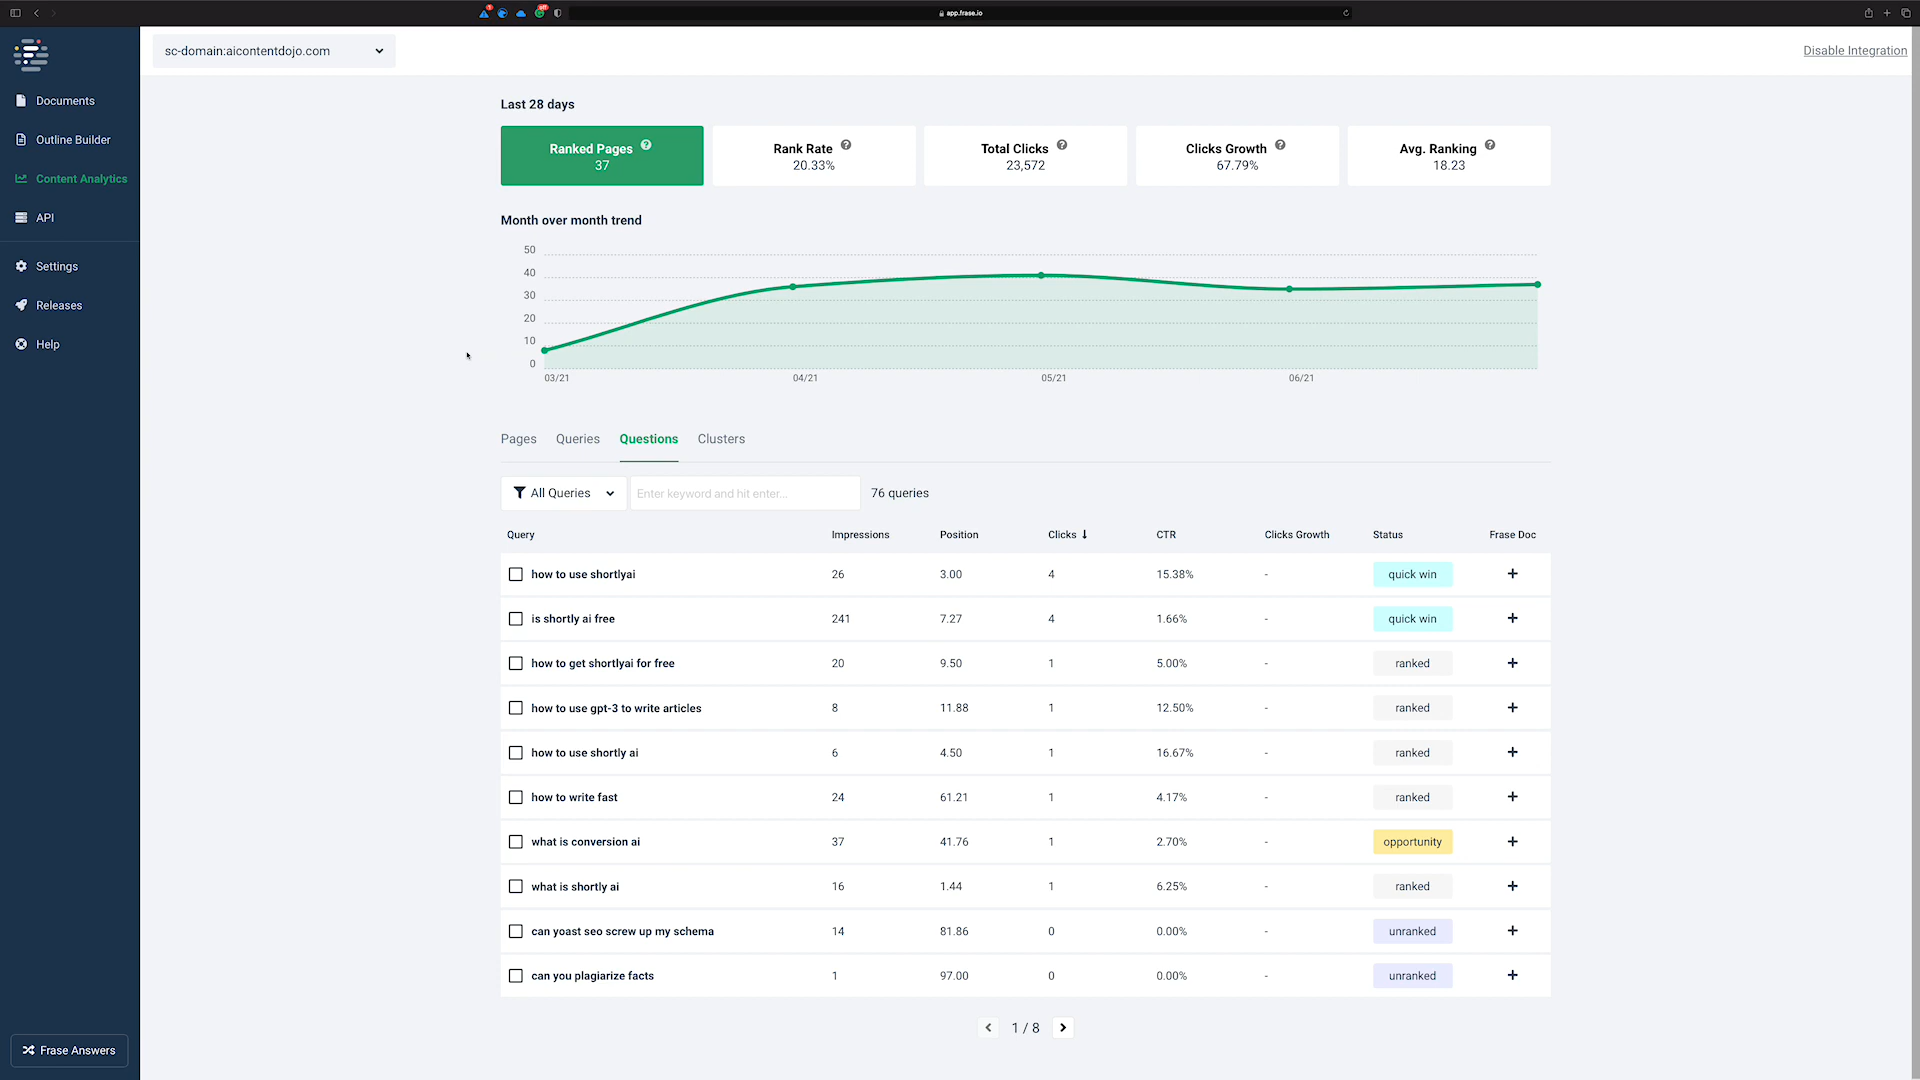 app.frase.io
sc-domain:aicontentdojo.com
Disable Integration
Documents
Outline Builder
Content Analytics
API
Settings
Releases
Help
Frase Answers
Last 28 days
Ranked Pages
37
Rank Rate
20.33%
Total Clicks
23,572
Clicks Growth
67.79%
Avg. Ranking
18.23
Month over month trend
50
40
30
20
10
0
03/21 04/21 05/21 06/21
Pages Queries Questions Clusters
All Queries Enter keyword and hit enter... 76 queries
Query Impressions Position Clicks CTR Clicks Growth Status Frase Doc
how to use shortlyai 26 3.00 4 15.38% - quick win +
is shortly ai free 241 7.27 4 1.66% - quick win +
how to get shortlyai for free 20 9.50 1 5.00% - ranked +
how to use gpt-3 to write articles 8 11.88 1 12.50% - ranked +
how to use shortly ai 6 4.50 1 16.67% - ranked +
how to write fast 24 61.21 1 4.17% - ranked +
what is conversion ai 37 41.76 1 2.70% - opportunity +
what is shortly ai 16 1.44 1 6.25% - ranked +
can yoast seo screw up my schema 14 81.86 0 0.00% - unranked +
can you plagiarize facts 1 97.00 0 0.00% - unranked +
1 / 8